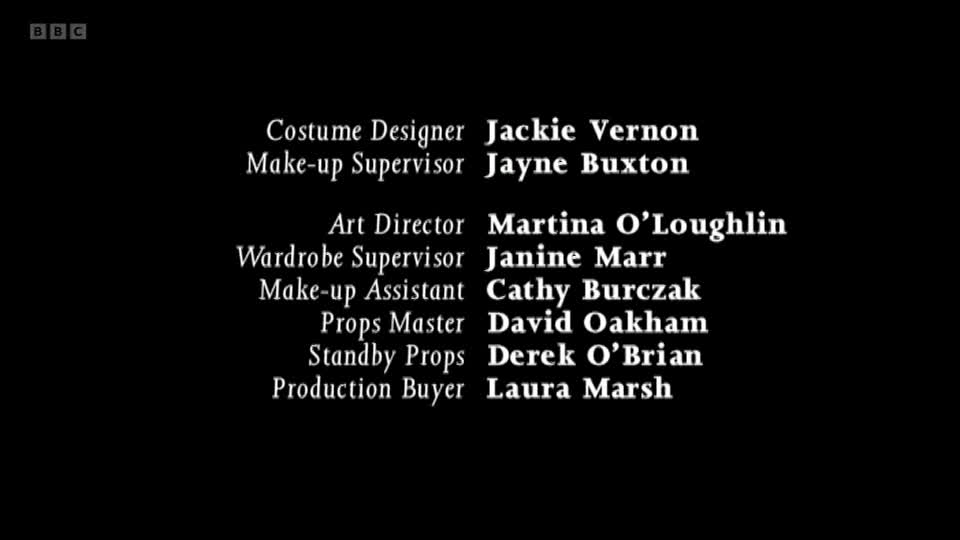 BBC
Costume Designer Jackie Vernon
Make-up Supervisor Jayne Buxton
Art Director Martina O'Loughlin
Wardrobe Supervisor Janine Marr
Make-up Assistant Cathy Burczak
Props Master David Oakham
Standby Props Derek O'Brian
Production Buyer Laura Marsh